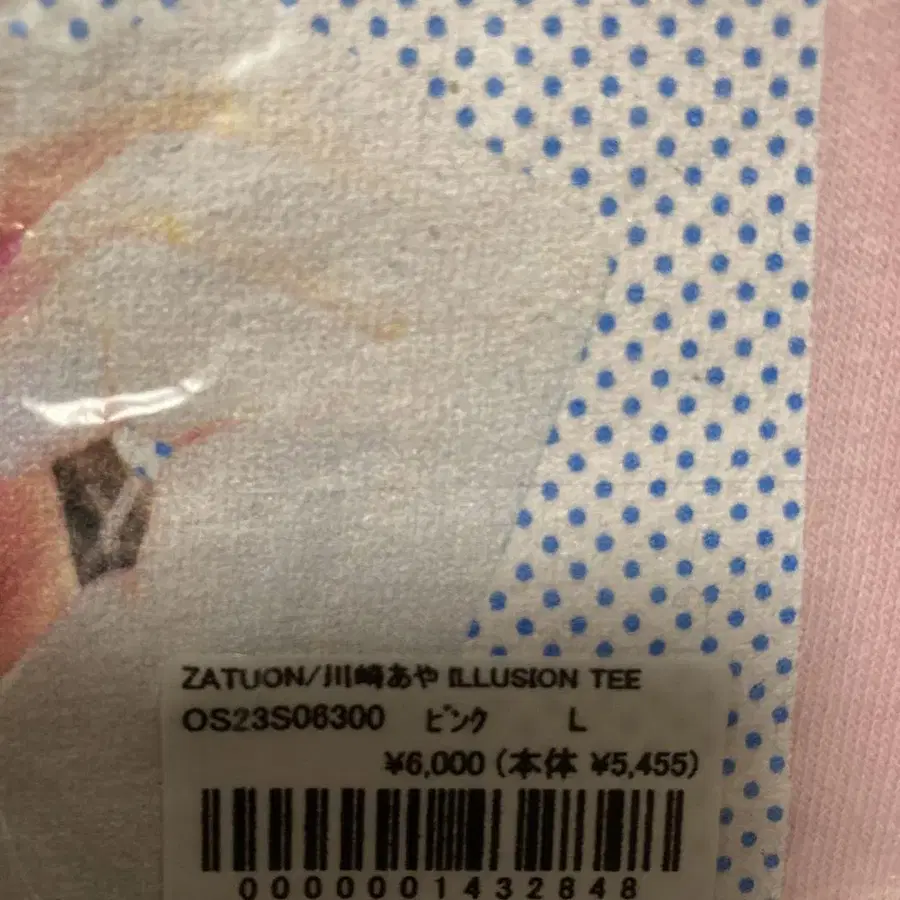 ZATUON/川崎あや ILLUSION TEE
OS23S06300 ピンク L
¥6,000 (本体 ¥5,455)
0000001432848